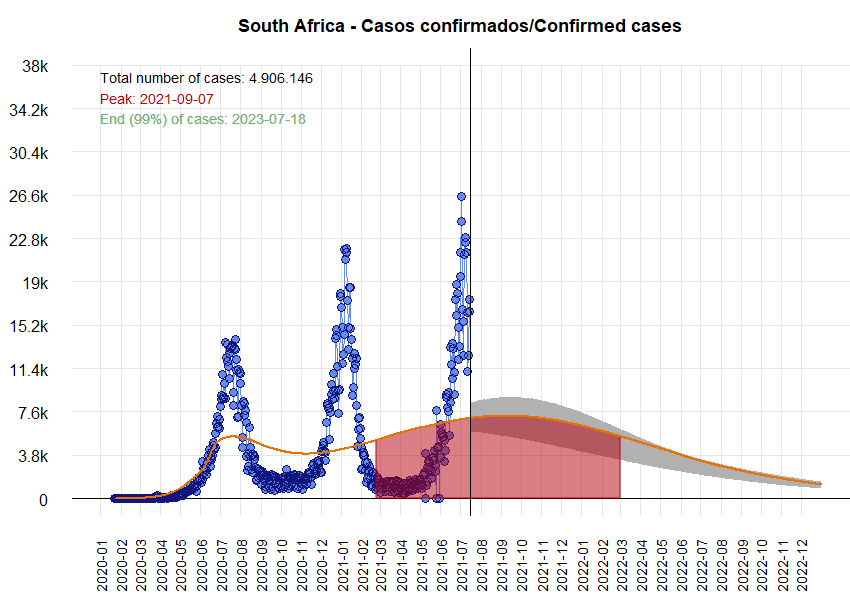 South Africa - Casos confirmados/Confirmed cases
38k
Total number of cases: 4.906.146
Peak: 2021-09-07
34.2k
End (99%) of cases: 2023-07-18
30.4k
26.6k
22.8k
19k
15.2k
11.4k
7.6k
3.8k
0
2020-01
2020-02
2020-03
2020-04
2020-05
2020-06
2020-07
2020-08
2020-09
2020-10
2020-11
2020-12
2021-01
2021-02
2021-03
2021-04
2021-05
2021-06
2021-07
2021-08
2021-09
2021-10
2021-11
2021-12
2022-01
2022-02
2022-03
2022-04
2022-05
2022-06
2022-07
2022-08
2022-09
2022-10
2022-11
2022-12